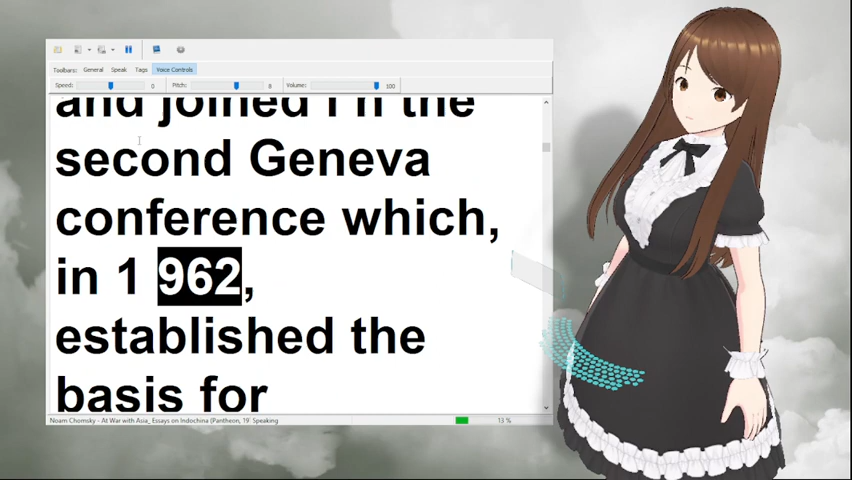 Toolbars: General Speak Tags Voice Controls
Speed: 0 Pitch: 8 Volume: 100
and joined i n the
second Geneva
conference which,
in 1 962,
established the
basis for
Noam Chomsky - At War with Asia_ Essays on Indochina (Pantheon, 19 Speaking 13 %